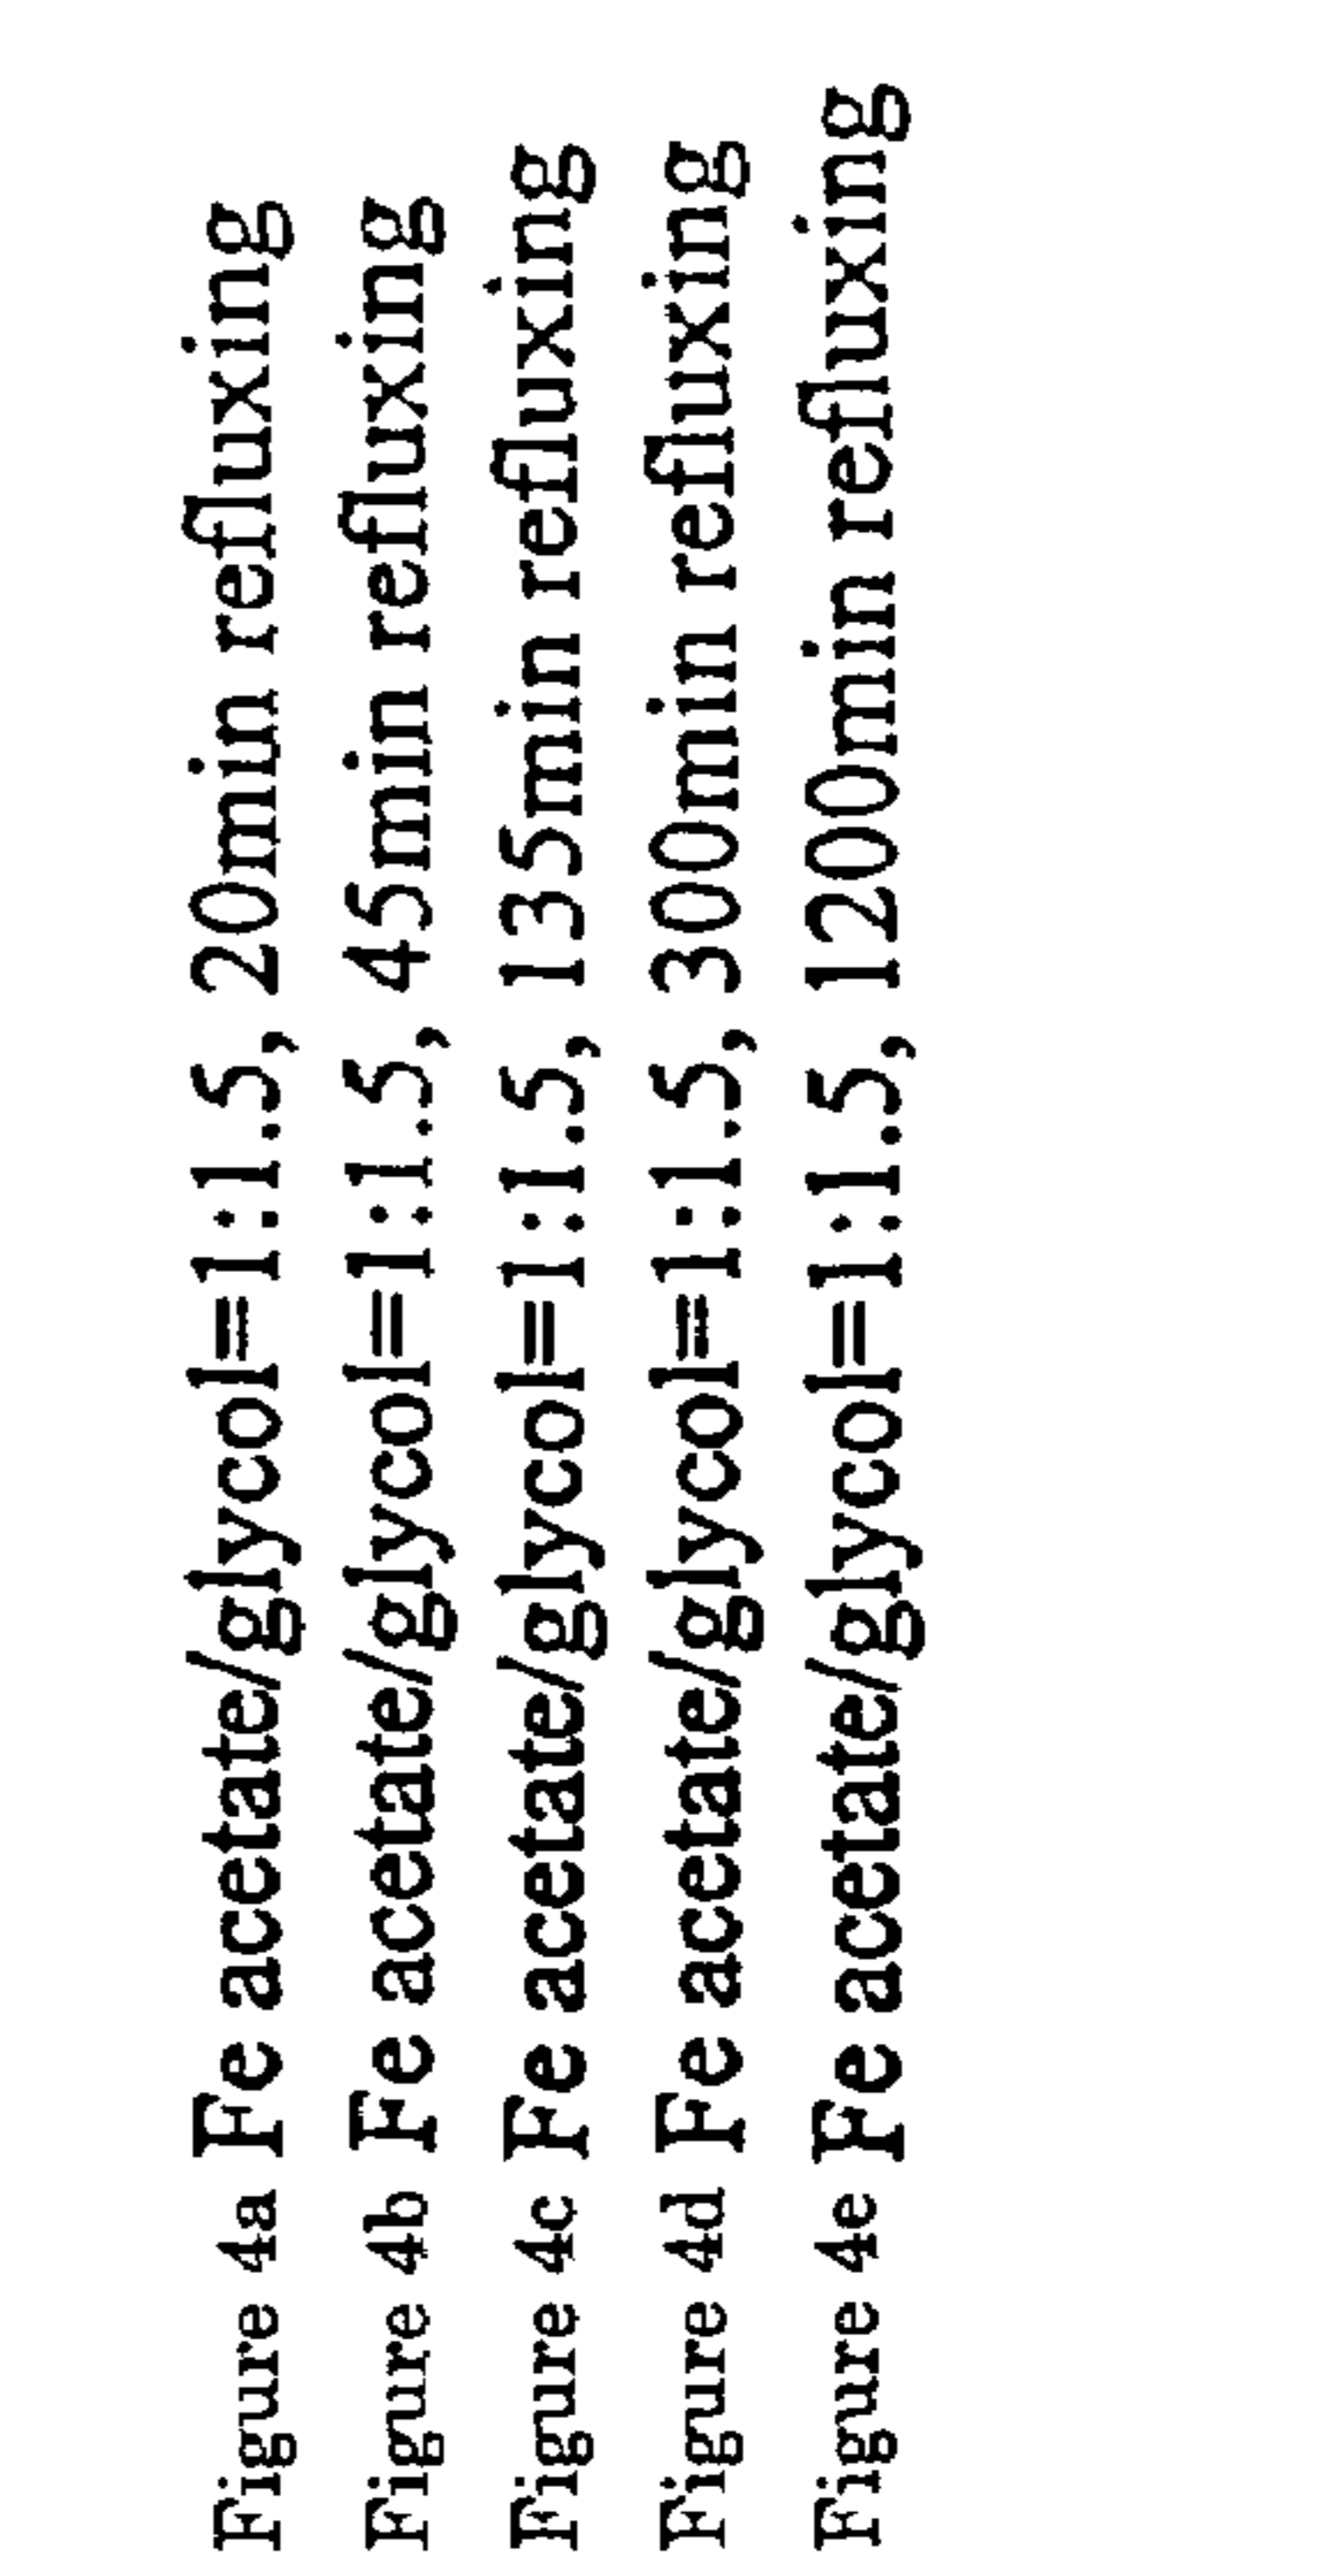 Figure 4a Fe acetate/glycol=1:1.5, 20min refluxing
Figure 4b Fe acetate/glycol=1:1.5, 45min refluxing
Figure 4c Fe acetate/glycol=1:1.5, 135min refluxing
Figure 4d Fe acetate/glycol=1:1.5, 300min refluxing
Figure 4e Fe acetate/glycol=1:1.5, 1200min refluxing